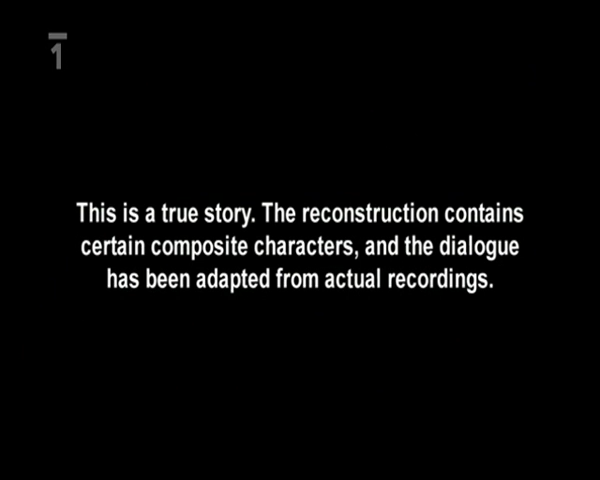 1
This is a true story. The reconstruction contains
certain composite characters, and the dialogue
has been adapted from actual recordings.